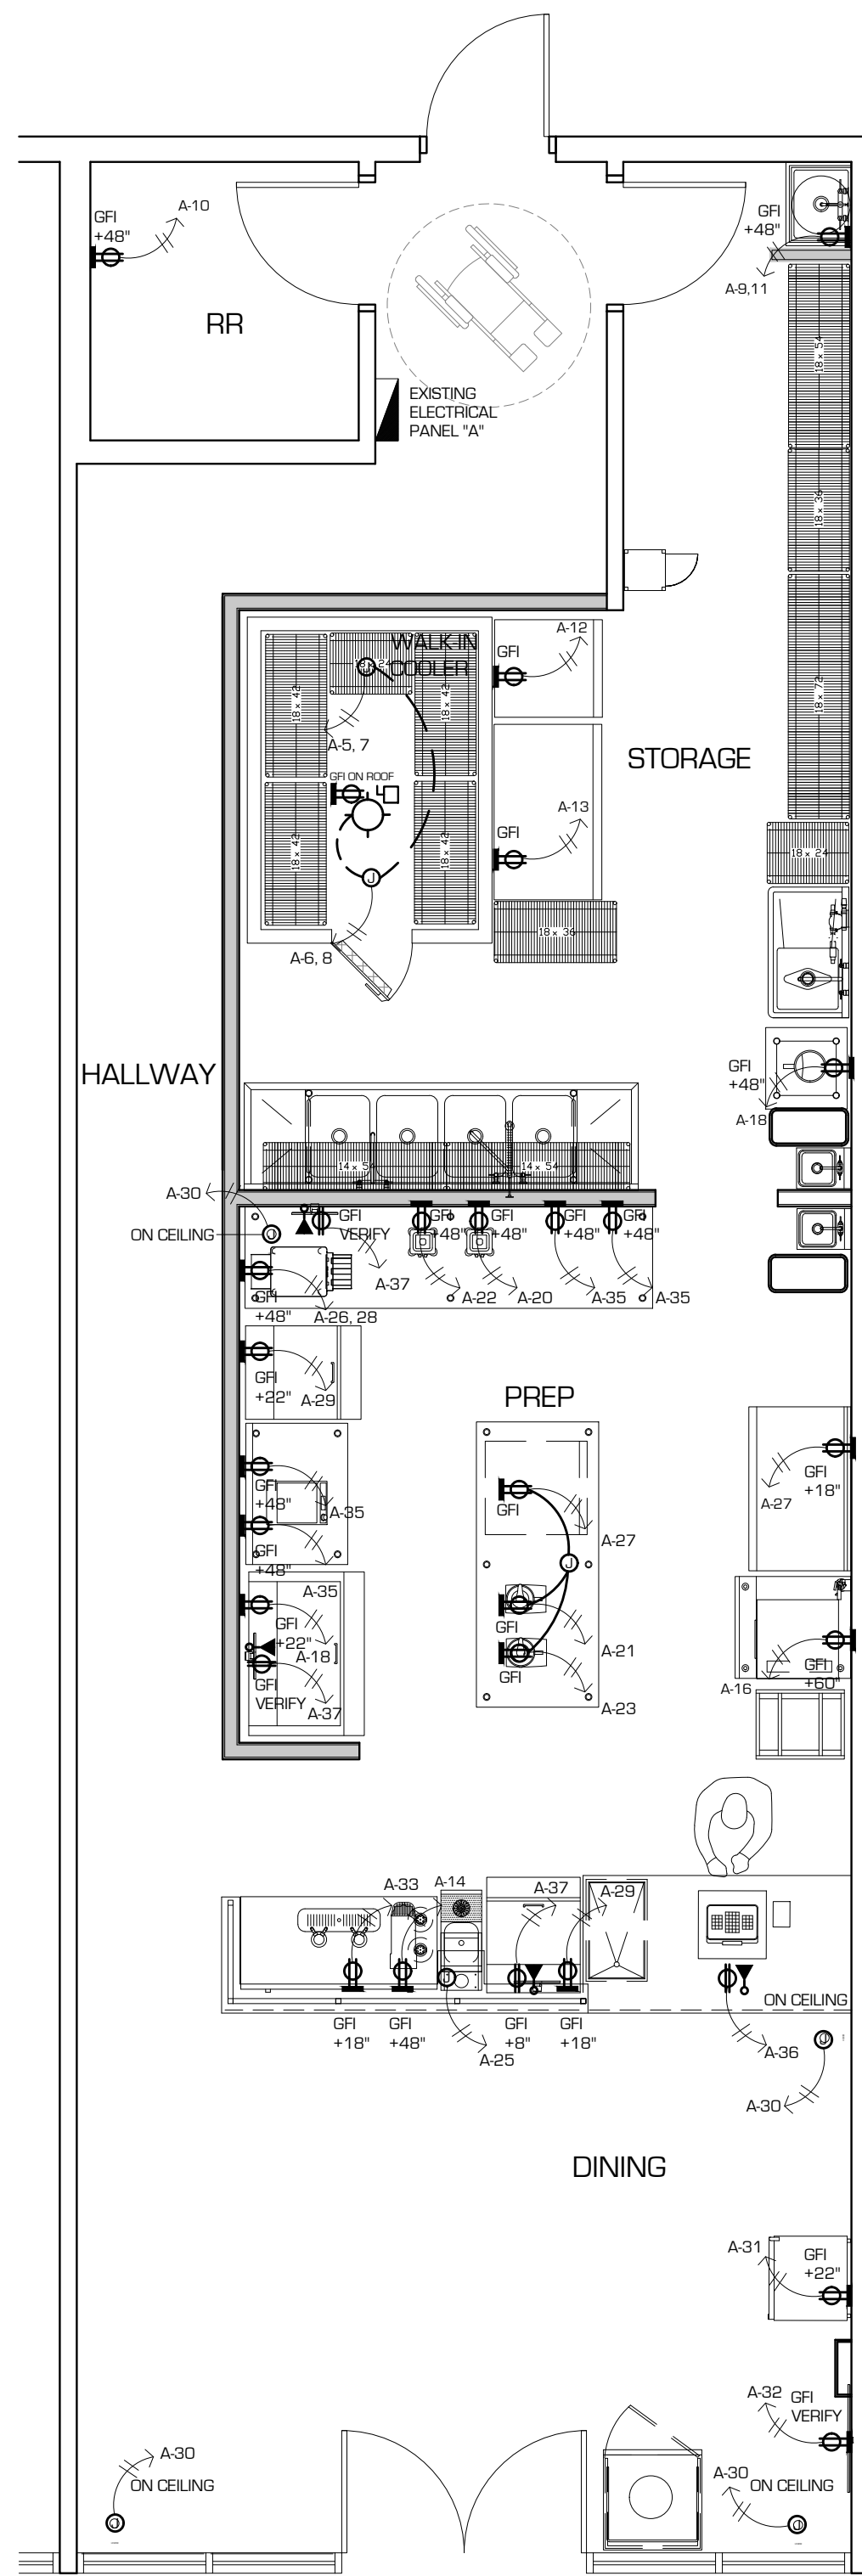 GFI
+48"
A-10
RR
EXISTING
ELECTRICAL
PANEL "A"
GFI
+48"
A-9,11
18 x 54
18 x 36
18 x 72
18 x 24
WALK-IN
COOLER
18 x 24
18 x 42
18 x 42
18 x 42
18 x 42
A-5, 7
GFI ON ROOF
J
A-6, 8
GFI
A-12
GFI
A-13
18 x 36
STORAGE
HALLWAY
GFI
+48"
A-18
14 x 54
14 x 54
A-30
ON CEILING
J
GFI
VERIFY
A-37
GFI
+48"
GFI
+48"
GFI
+48"
GFI
+48"
A-22
A-20
A-35
A-35
GFI
+48"
A-26, 28
GFI
+22"
A-29
PREP
GFI
+48"
A-35
GFI
+48"
A-35
GFI
+22"
A-18
GFI
VERIFY
A-37
GFI
A-27
J
GFI
A-21
GFI
A-23
GFI
+18"
A-27
GFI
+60"
A-16
A-33
A-14
A-37
A-29
J
GFI
+18"
GFI
+48"
A-25
GFI
+8"
GFI
+18"
ON CEILING
A-36
J
A-30
DINING
A-31
GFI
+22"
A-32
GFI
VERIFY
A-30
ON CEILING
J
A-30
ON CEILING
J